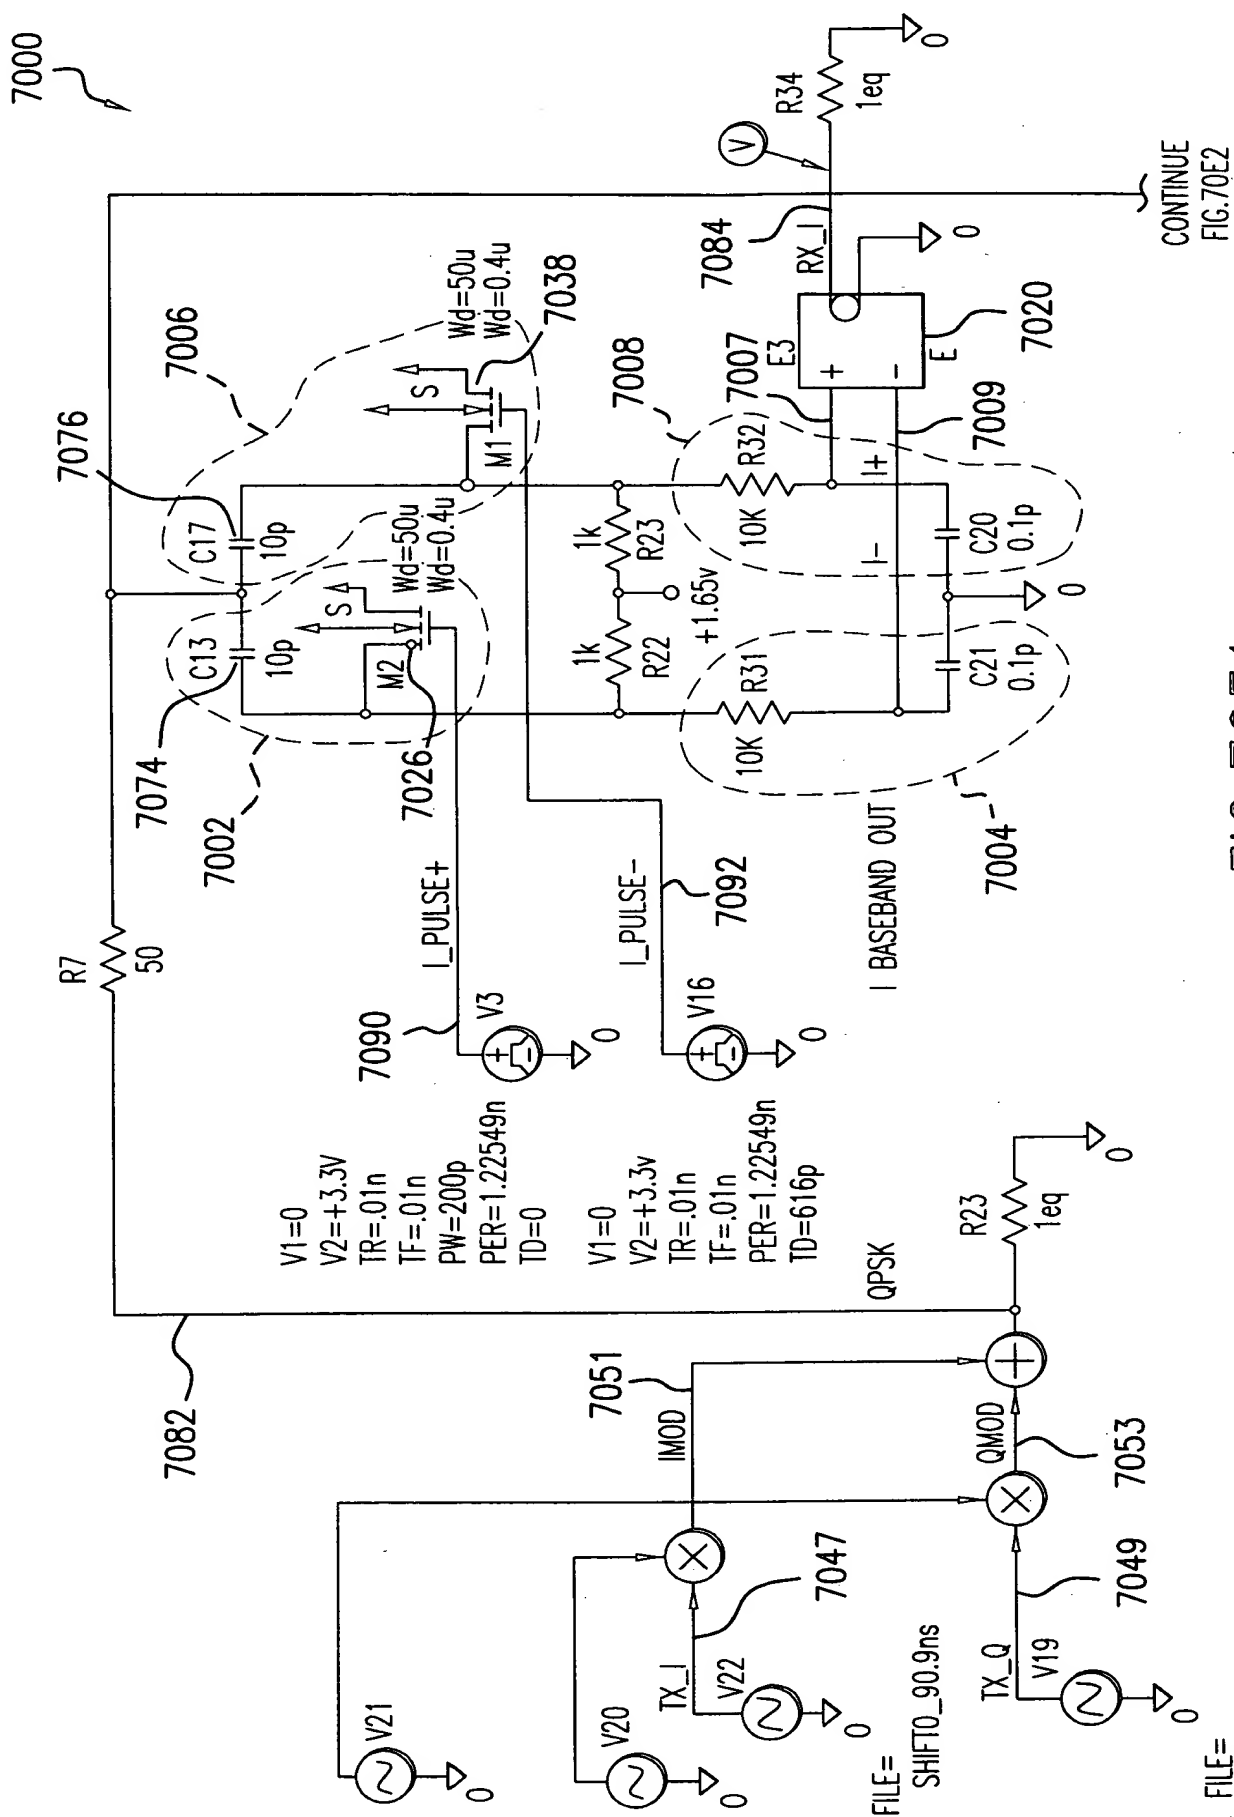 7000
R7
50
7082
7074
C13
10p
7002
7076
C17
10p
7006
S
M2
7026
Wd=50u
Wd=0.4u
S
M1
7038
Wd=50u
Wd=0.4u
I_PULSE+
7090
V3
0
V1=0
V2=+3.3V
TR=.01n
TF=.01n
PW=200p
PER=1.22549n
TD=0
I_PULSE-
7092
V16
0
V1=0
V2=+3.3v
TR=.01n
TF=.01n
PER=1.22549n
TD=616p
1k
R22
1k
R23
+1.65v
10K
R31
10K
R32
7008
I-
I+
C21
0.1p
C20
0.1p
0
7004
I BASEBAND OUT
7007
7009
E3
+
-
E
7020
0
RX_I
7084
V
R34
1eq
0
CONTINUE
FIG.70E2
V21
0
V20
0
TX_I
V22
0
FILE=
SHIFT0_90.9ns
7047
IMOD
7051
TX_Q
V19
0
FILE=
7049
QMOD
7053
QPSK
R23
1eq
0